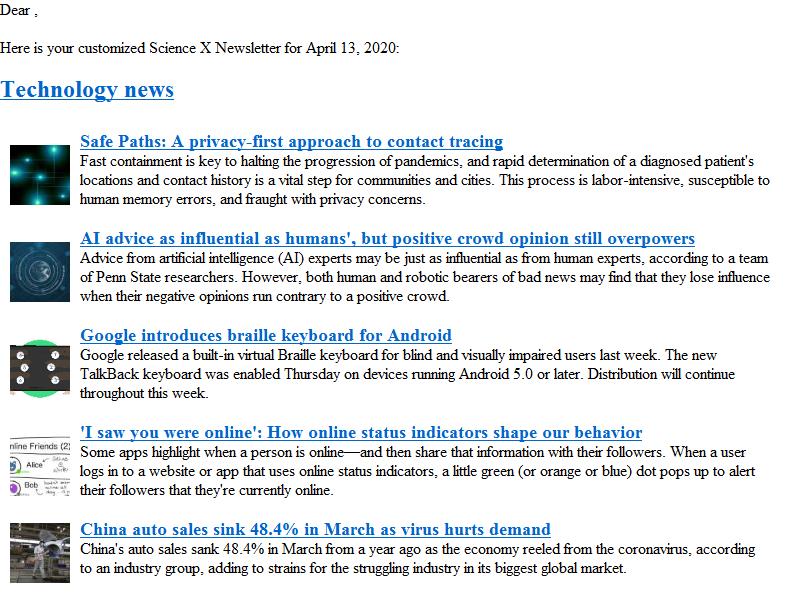 Dear ,
Here is your customized Science X Newsletter for April 13, 2020:
Technology news
Safe Paths: A privacy-first approach to contact tracing
Fast containment is key to halting the progression of pandemics, and rapid determination of a diagnosed patient's
locations and contact history is a vital step for communities and cities. This process is labor-intensive, susceptible to
human memory errors, and fraught with privacy concerns.
AI advice as influential as humans', but positive crowd opinion still overpowers
Advice from artificial intelligence (AI) experts may be just as influential as from human experts, according to a team
of Penn State researchers. However, both human and robotic bearers of bad news may find that they lose influence
when their negative opinions run contrary to a positive crowd.
Google introduces braille keyboard for Android
Google released a built-in virtual Braille keyboard for blind and visually impaired users last week. The new
TalkBack keyboard was enabled Thursday on devices running Android 5.0 or later. Distribution will continue
throughout this week.
'I saw you were online': How online status indicators shape our behavior
nline Friends (2)
Alice
Bob
Some apps highlight when a person is online—and then share that information with their followers. When a user
logs in to a website or app that uses online status indicators, a little green (or orange or blue) dot pops up to alert
their followers that they're currently online.
China auto sales sink 48.4% in March as virus hurts demand
China's auto sales sank 48.4% in March from a year ago as the economy reeled from the coronavirus, according
to an industry group, adding to strains for the struggling industry in its biggest global market.